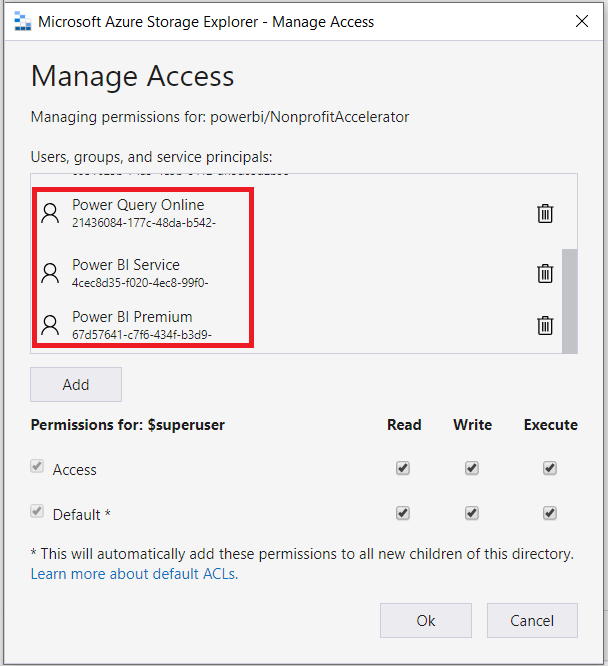 Microsoft Azure Storage Explorer - Manage Access
Manage Access
Managing permissions for: powerbi/NonprofitAccelerator
Users, groups, and service principals:
Power Query Online
21436084-177c-48da-b542-
Power BI Service
4cec8d35-f020-4ec8-99f0-
Power BI Premium
67d57641-c7f6-434f-b3d9-
Add
Permissions for: $superuser Read Write Execute
Access
Default *
* This will automatically add these permissions to all new children of this directory.
Learn more about default ACLs.
Ok Cancel